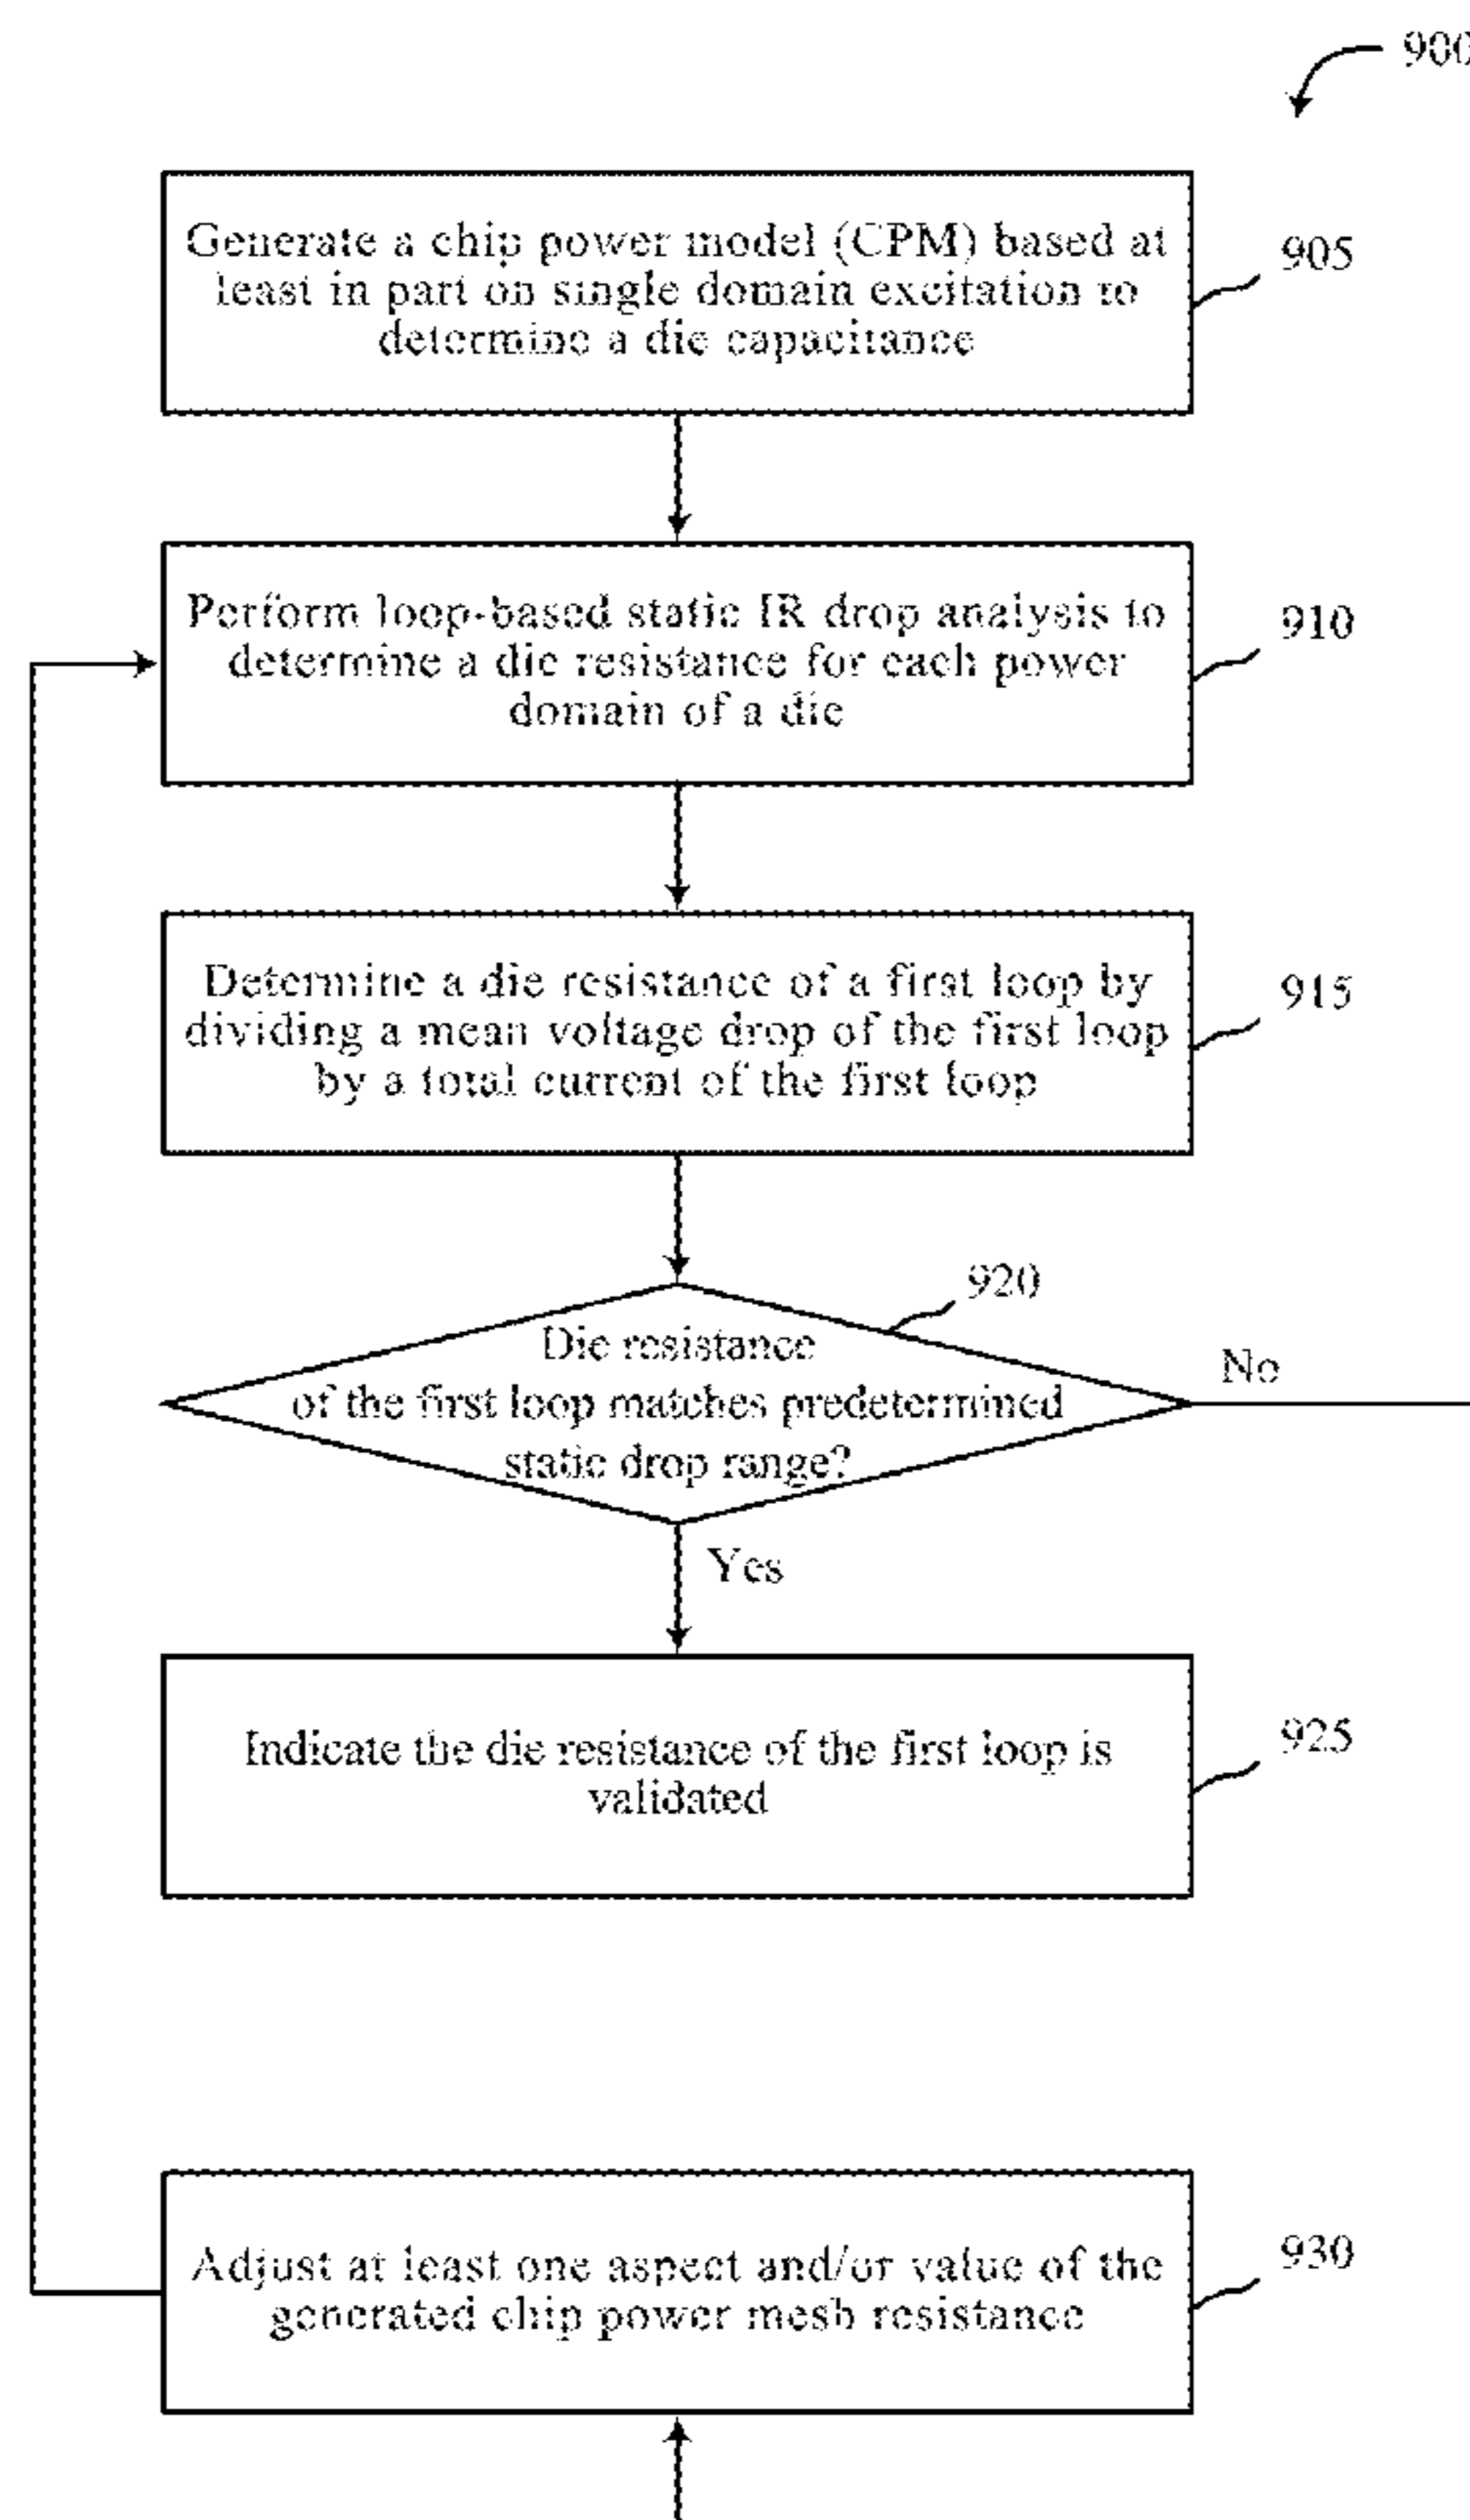 900
Generate a chip power model (CPM) based at
least in part on single domain excitation to
determine a die capacitance
905
Perform loop-based static IR drop analysis to
determine a die resistance for each power
domain of a die
910
Determine a die resistance of a first loop by
dividing a mean voltage drop of the first loop
by a total current of the first loop
915
920
Die resistance
of the first loop matches predetermined
static drop range?
No
Yes
Indicate the die resistance of the first loop is
validated
925
Adjust at least one aspect and/or value of the
generated chip power mesh resistance
930